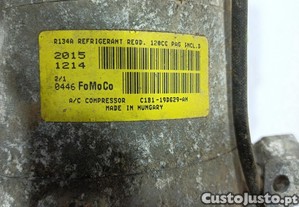 R134A REFRIGERANT REQD. 120CC PAG INCL.
2015
1214
2/1
0446 FoMoCo
A/C COMPRESSOR C1B1-19D629-AH
MADE IN HUNGARY
CustoJusto.pt